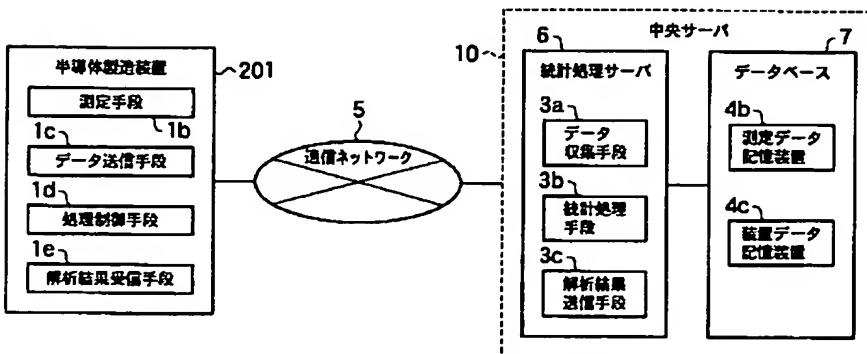 半導体製造装置
201
測定手段
1b
1c
データ送信手段
1d
処理制御手段
1e
解析結果受信手段
5
通信ネットワーク
10
中央サーバ
6
統計処理サーバ
3a
データ
収集手段
3b
統計処理
手段
3c
解析結果
送信手段
7
データベース
4b
測定データ
記憶装置
4c
装置データ
記憶装置